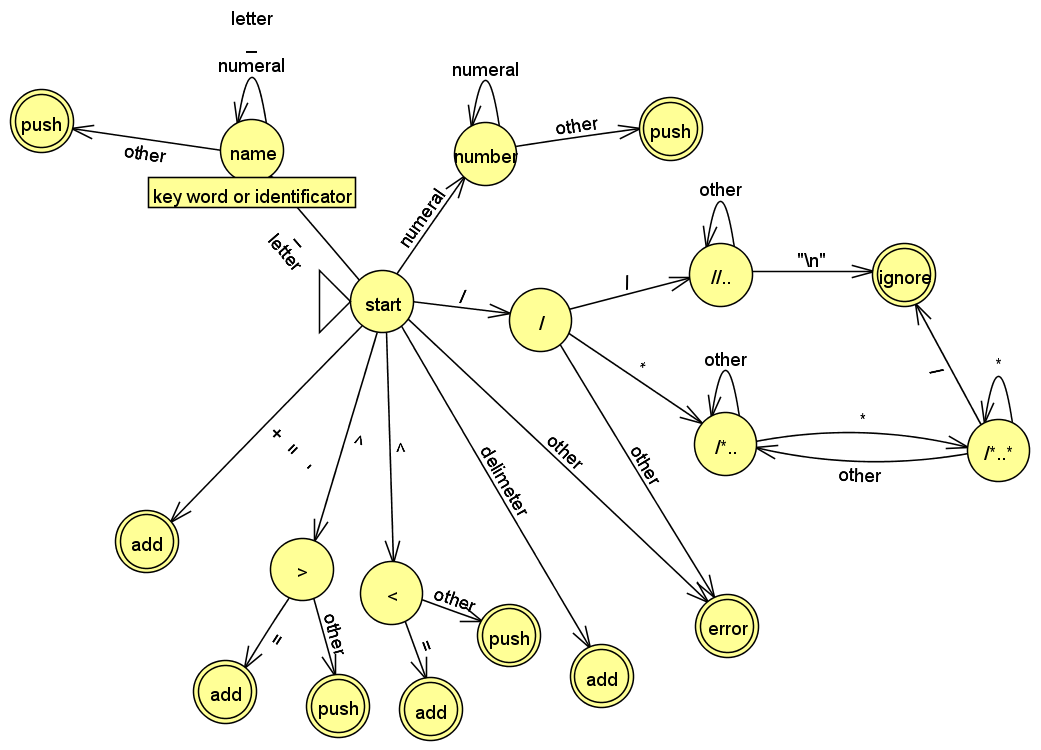 letter
_
numeral
numeral
push
other
name
key word or identificator
number
other
push
_
letter
numeral
other
start
/
/
/
//..
"\n"
ignore
*
other
/*..
*
other
*
/*..*
/
+ = -
>
<
delimeter
other
other
add
>
<
=
other
other
=
push
add
push
add
add
error